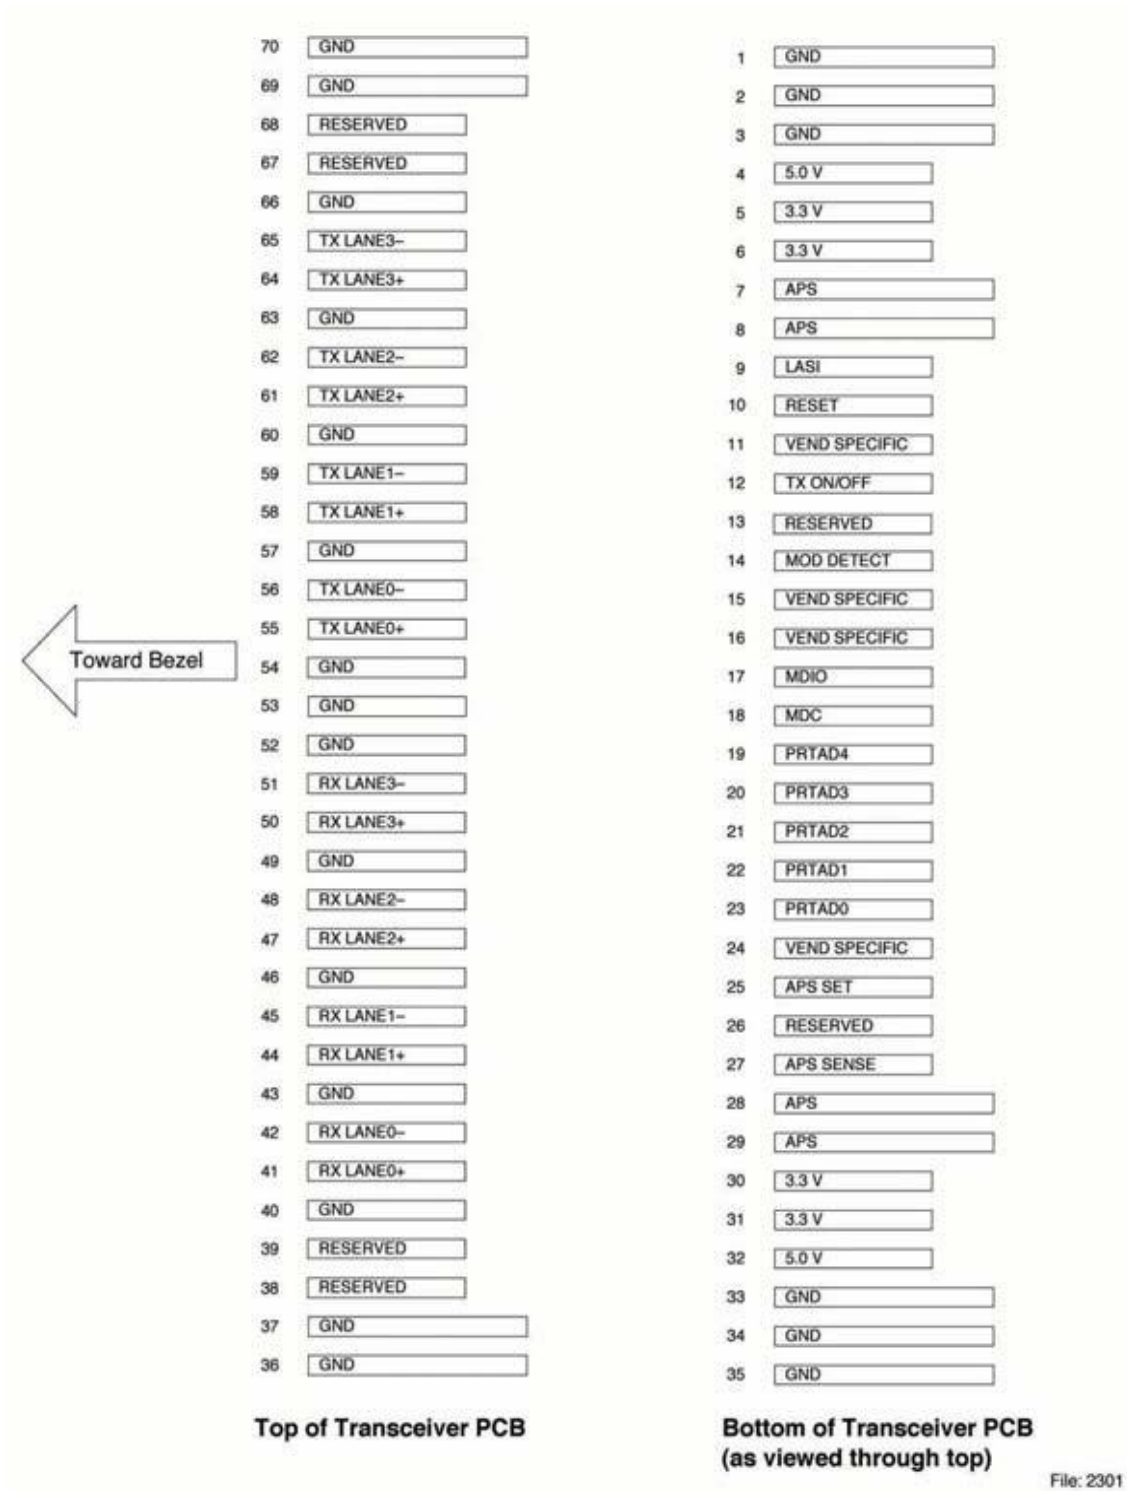 70 GND
69 GND
68 RESERVED
67 RESERVED
66 GND
65 TX LANE3–
64 TX LANE3+
63 GND
62 TX LANE2–
61 TX LANE2+
60 GND
59 TX LANE1–
58 TX LANE1+
57 GND
56 TX LANE0–
55 TX LANE0+
Toward Bezel
54 GND
53 GND
52 GND
51 RX LANE3–
50 RX LANE3+
49 GND
48 RX LANE2–
47 RX LANE2+
46 GND
45 RX LANE1–
44 RX LANE1+
43 GND
42 RX LANE0–
41 RX LANE0+
40 GND
39 RESERVED
38 RESERVED
37 GND
36 GND
Top of Transceiver PCB
1 GND
2 GND
3 GND
4 5.0 V
5 3.3 V
6 3.3 V
7 APS
8 APS
9 LASI
10 RESET
11 VEND SPECIFIC
12 TX ON/OFF
13 RESERVED
14 MOD DETECT
15 VEND SPECIFIC
16 VEND SPECIFIC
17 MDIO
18 MDC
19 PRTAD4
20 PRTAD3
21 PRTAD2
22 PRTAD1
23 PRTAD0
24 VEND SPECIFIC
25 APS SET
26 RESERVED
27 APS SENSE
28 APS
29 APS
30 3.3 V
31 3.3 V
32 5.0 V
33 GND
34 GND
35 GND
Bottom of Transceiver PCB
(as viewed through top)
File: 2301